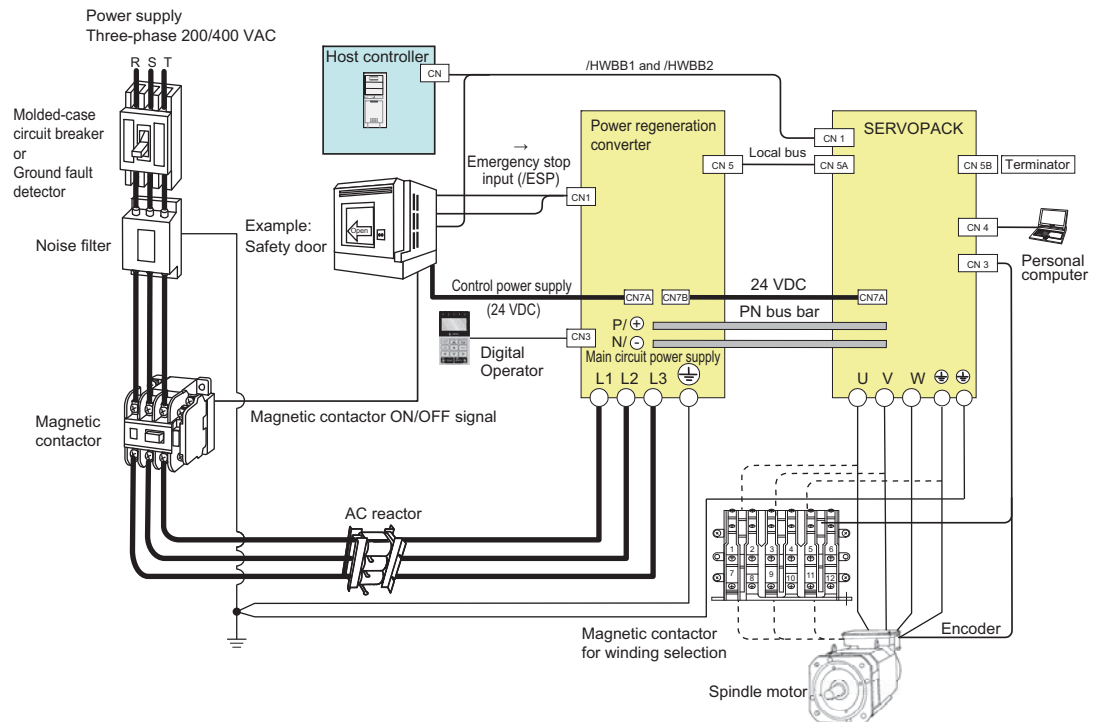 Power supply
Three-phase 200/400 VAC
R S T
Molded-case
circuit breaker
or
Ground fault
detector
Noise filter
Magnetic
contactor
Host controller
CN
/HWBB1 and /HWBB2
→
Emergency stop
input (/ESP)
Example:
Safety door
Open
Control power supply
(24 VDC)
Digital
Operator
Magnetic contactor ON/OFF signal
AC reactor
Power regeneration
converter
CN 5
CN1
CN7A
CN7B
CN3
P/+
N/-
Main circuit power supply
L1 L2 L3
Local bus
24 VDC
PN bus bar
SERVOPACK
CN 1
CN 5A
CN 5B
Terminator
CN 4
CN 3
CN7A
Personal
computer
U V W
1 2 3 4 5 6
7 8 9 10 11 12
Magnetic contactor
for winding selection
Encoder
Spindle motor